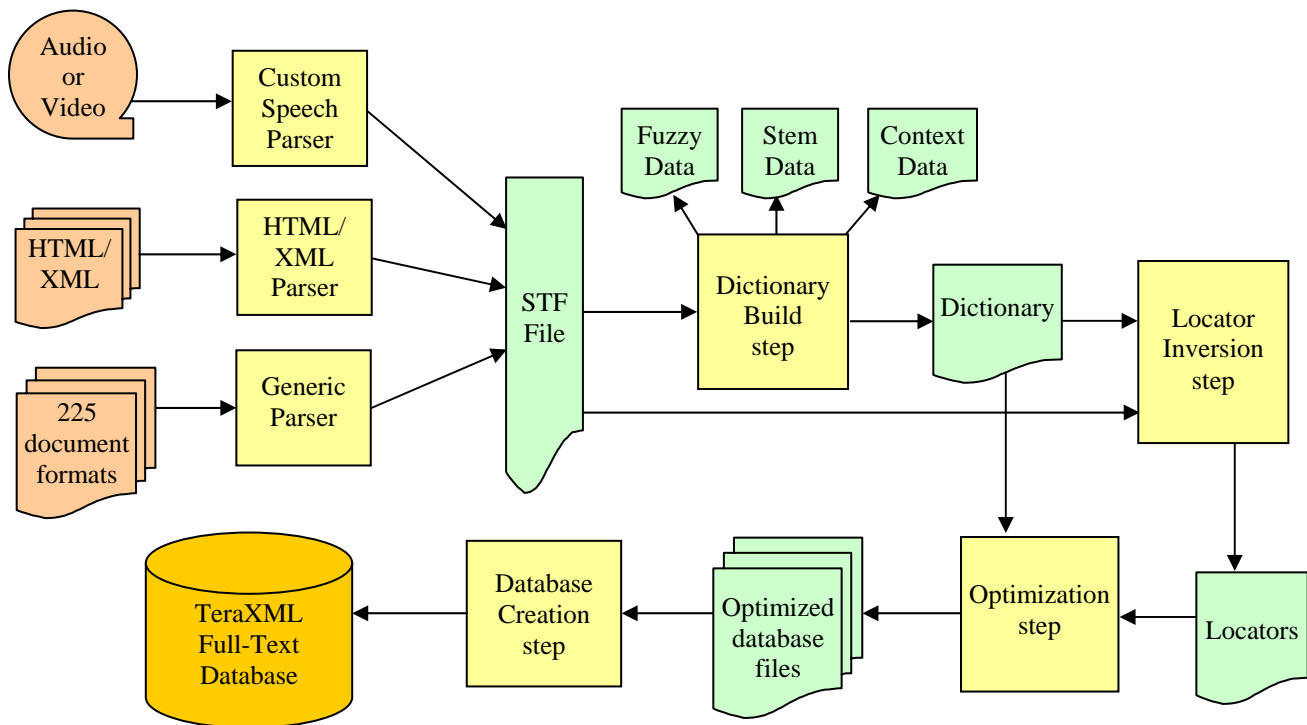 Audio
or
Video
Custom
Speech
Parser
HTML/
XML
HTML/
XML
Parser
225
document
formats
Generic
Parser
STF
File
Fuzzy
Data
Stem
Data
Context
Data
Dictionary
Build
step
Dictionary
Locator
Inversion
step
Locators
Optimization
step
Optimized
database
files
Database
Creation
step
TeraXML
Full-Text
Database